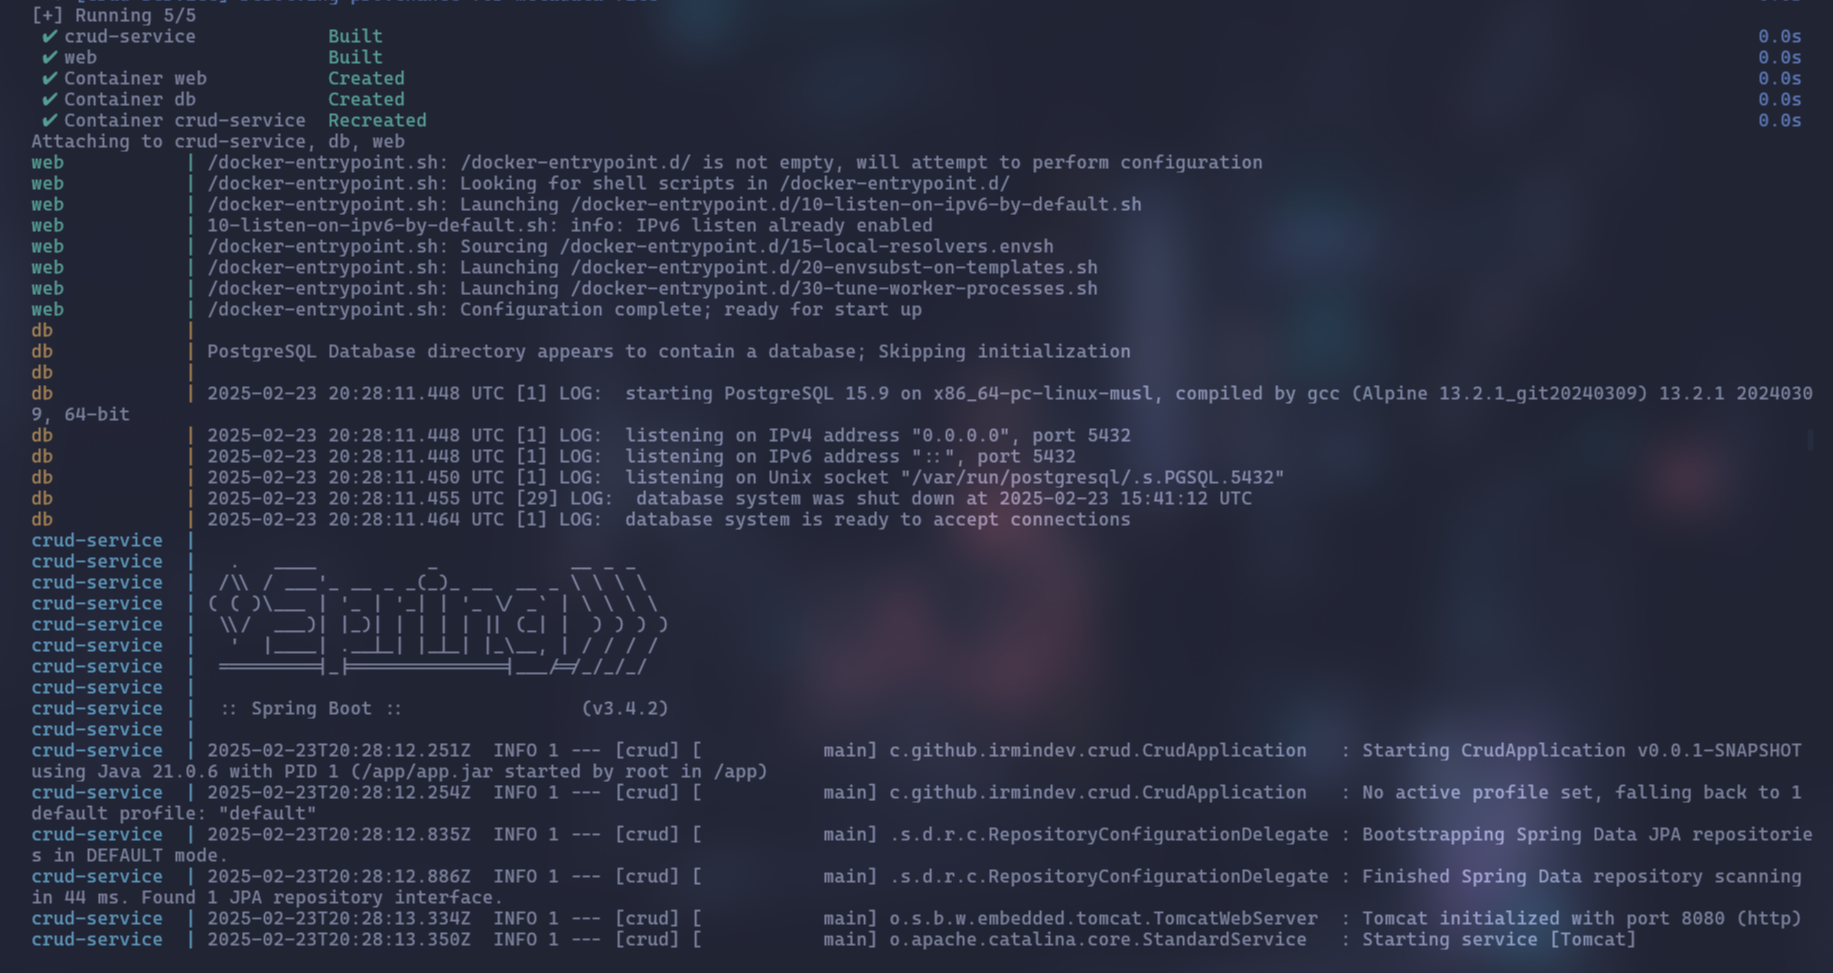 [+] Running 5/5
✔ crud-service Built 0.0s
✔ web Built 0.0s
✔ Container web Created 0.0s
✔ Container db Created 0.0s
✔ Container crud-service Recreated 0.0s
Attaching to crud-service, db, web
web | /docker-entrypoint.sh: /docker-entrypoint.d/ is not empty, will attempt to perform configuration
web | /docker-entrypoint.sh: Looking for shell scripts in /docker-entrypoint.d/
web | /docker-entrypoint.sh: Launching /docker-entrypoint.d/10-listen-on-ipv6-by-default.sh
web | 10-listen-on-ipv6-by-default.sh: info: IPv6 listen already enabled
web | /docker-entrypoint.sh: Sourcing /docker-entrypoint.d/15-local-resolvers.envsh
web | /docker-entrypoint.sh: Launching /docker-entrypoint.d/20-envsubst-on-templates.sh
web | /docker-entrypoint.sh: Launching /docker-entrypoint.d/30-tune-worker-processes.sh
web | /docker-entrypoint.sh: Configuration complete; ready for start up
db |
db | PostgreSQL Database directory appears to contain a database; Skipping initialization
db |
db | 2025-02-23 20:28:11.448 UTC [1] LOG:  starting PostgreSQL 15.9 on x86_64-pc-linux-musl, compiled by gcc (Alpine 13.2.1_git20240309) 13.2.1 2024030
9, 64-bit
db | 2025-02-23 20:28:11.448 UTC [1] LOG:  listening on IPv4 address "0.0.0.0", port 5432
db | 2025-02-23 20:28:11.448 UTC [1] LOG:  listening on IPv6 address "::", port 5432
db | 2025-02-23 20:28:11.450 UTC [1] LOG:  listening on Unix socket "/var/run/postgresql/.s.PGSQL.5432"
db | 2025-02-23 20:28:11.455 UTC [29] LOG:  database system was shut down at 2025-02-23 15:41:12 UTC
db | 2025-02-23 20:28:11.464 UTC [1] LOG:  database system is ready to accept connections
crud-service |
crud-service |   .   ____          _            __ _ _
crud-service |  /\\ / ___'_ __ _ _(_)_ __  __ _ \ \ \ \
crud-service | ( ( )\___ | '_ | '_| | '_ \/ _` | \ \ \ \
crud-service |  \\/  ___)| |_)| | | | | || (_| |  ) ) ) )
crud-service |   '  |____| .__|_| |_|_| |_\__, | / / / /
crud-service |  =========|_|==============|___/=/_/_/_/
crud-service |
crud-service |  :: Spring Boot ::                (v3.4.2)
crud-service |
crud-service | 2025-02-23T20:28:12.251Z  INFO 1 --- [crud] [           main] c.github.irmindev.crud.CrudApplication   : Starting CrudApplication v0.0.1-SNAPSHOT
using Java 21.0.6 with PID 1 (/app/app.jar started by root in /app)
crud-service | 2025-02-23T20:28:12.254Z  INFO 1 --- [crud] [           main] c.github.irmindev.crud.CrudApplication   : No active profile set, falling back to 1
default profile: "default"
crud-service | 2025-02-23T20:28:12.835Z  INFO 1 --- [crud] [           main] .s.d.r.c.RepositoryConfigurationDelegate : Bootstrapping Spring Data JPA repositorie
s in DEFAULT mode.
crud-service | 2025-02-23T20:28:12.886Z  INFO 1 --- [crud] [           main] .s.d.r.c.RepositoryConfigurationDelegate : Finished Spring Data repository scanning
in 44 ms. Found 1 JPA repository interface.
crud-service | 2025-02-23T20:28:13.334Z  INFO 1 --- [crud] [           main] o.s.b.w.embedded.tomcat.TomcatWebServer  : Tomcat initialized with port 8080 (http)
crud-service | 2025-02-23T20:28:13.350Z  INFO 1 --- [crud] [           main] o.apache.catalina.core.StandardService   : Starting service [Tomcat]